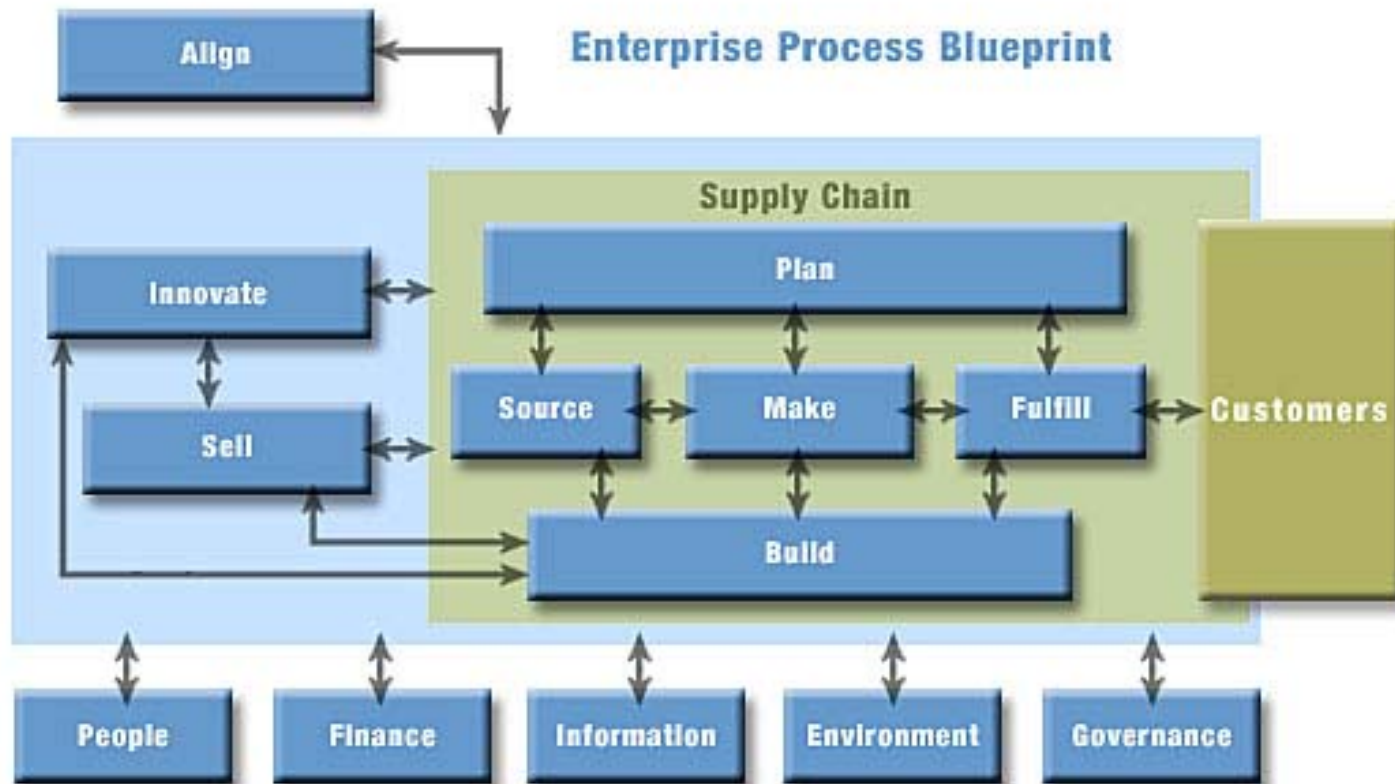 Align
Enterprise Process Blueprint
Supply Chain
Plan
Innovate
Source
Make
Fulfill
Customers
Sell
Build
People
Finance
Information
Environment
Governance